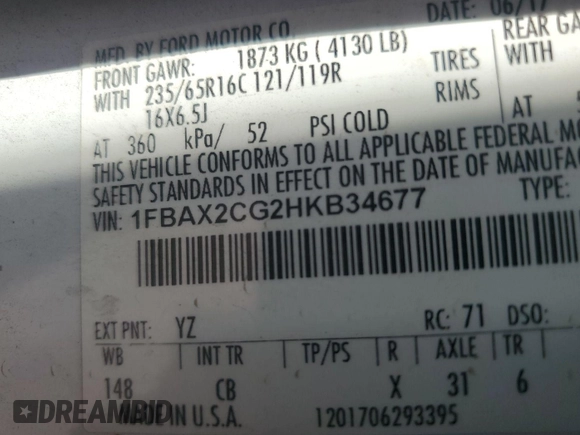 DATE: 06/17
MFD. BY FORD MOTOR CO.
FRONT GAWR: 1873 KG ( 4130 LB)
REAR GA
WITH 235/65R16C 121/119R TIRES
WITH
16X6.5J RIMS
AT 360 kPa/ 52 PSI COLD
AT
THIS VEHICLE CONFORMS TO ALL APPLICABLE FEDERAL M
SAFETY STANDARDS IN EFFECT ON THE DATE OF MANUFA
VIN: 1FBAX2CG2HKB34677
TYPE:
EXT PNT: YZ RC: 71 DSO:
WB INT TR TP/PS R AXLE TR
148 CB X 31 6
MADE IN U.S.A. 1201706293395
DREAMBID